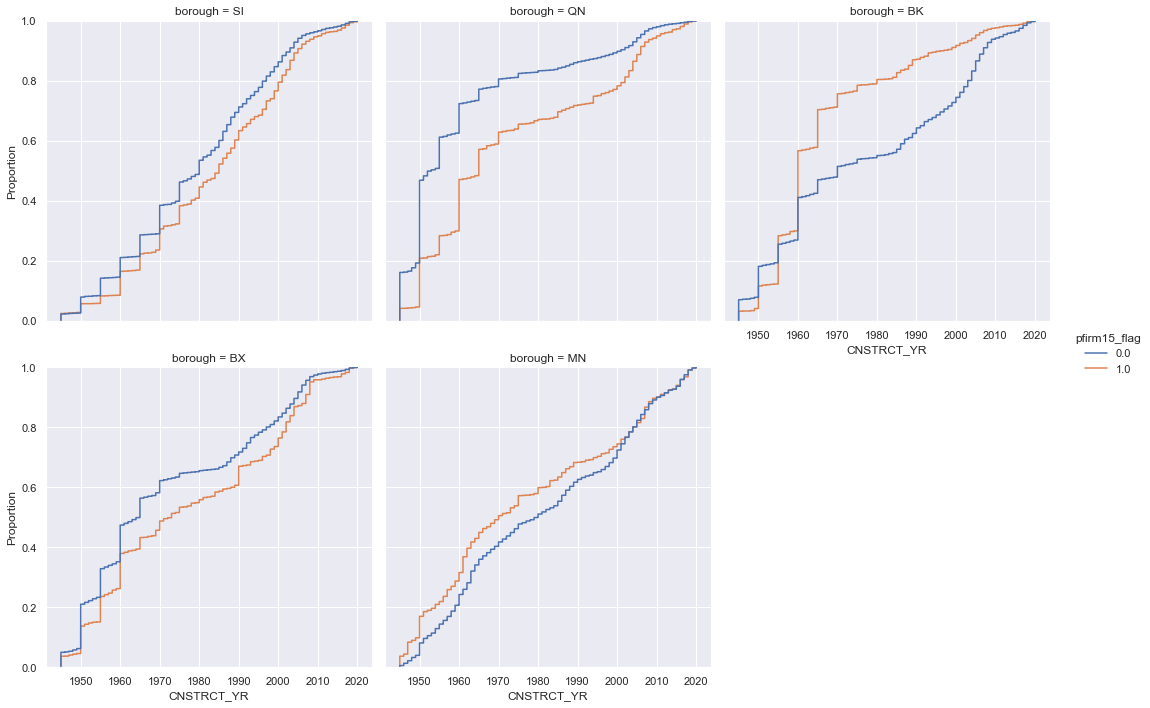 borough = SI
borough = QN
borough = BK
1.0
0.8
0.6
0.4
0.2
0.0
Proportion
1950 1960 1970 1980 1990 2000 2010 2020
CNSTRCT_YR
pfirm15_flag
0.0
1.0
borough = BX
borough = MN
1.0
0.8
0.6
0.4
0.2
0.0
Proportion
1950 1960 1970 1980 1990 2000 2010 2020
CNSTRCT_YR
1950 1960 1970 1980 1990 2000 2010 2020
CNSTRCT_YR